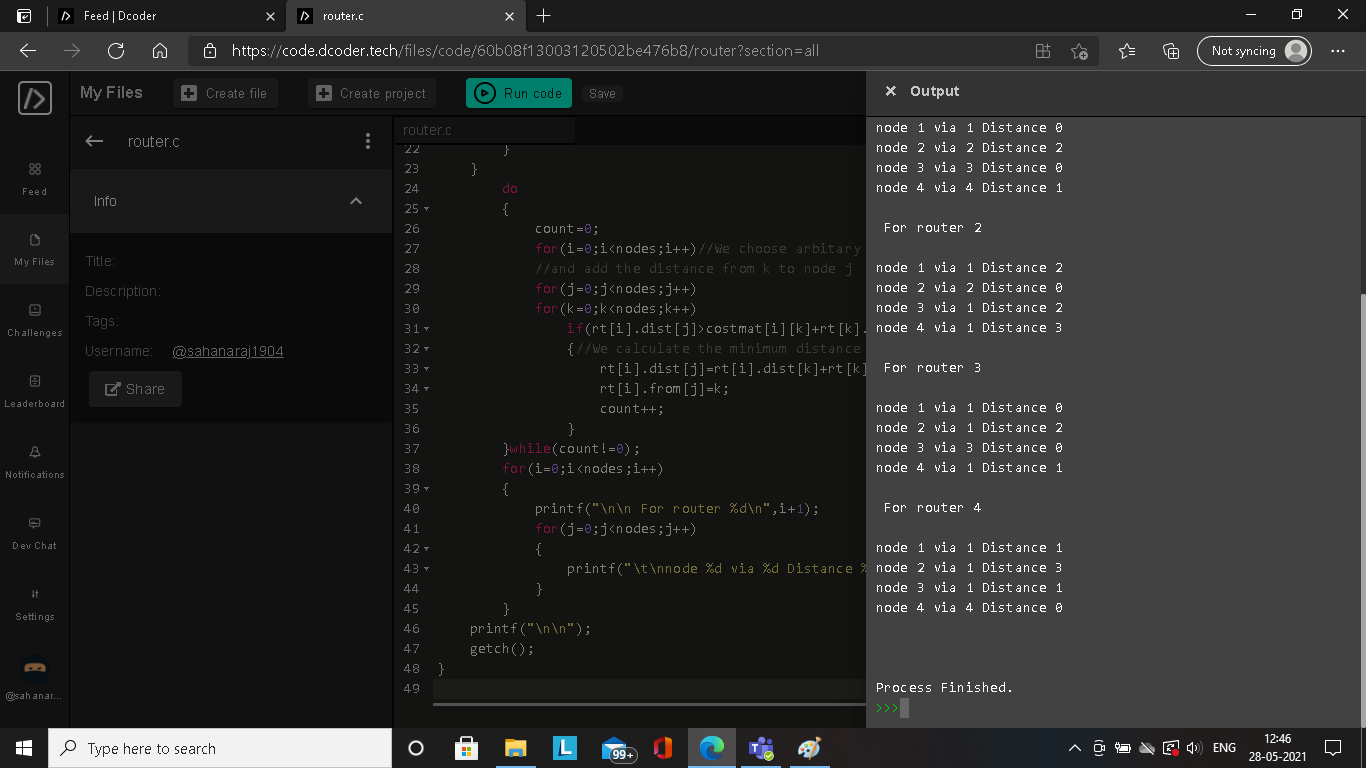 Feed | Dcoder
router.c
https://code.dcoder.tech/files/code/60b08f13003120502be476b8/router?section=all
Not syncing
My Files
Create file
Create project
Run code
Save
Output
router.c
Info
Title:
Description:
Tags:
Username: @sahanaraj1904
Share
Feed
My Files
Challenges
Leaderboard
Notifications
Dev Chat
Settings
@sahanar...
router.c
22 }
23 }
24 do
25 {
26 count=0;
27 for(i=0;i<nodes;i++)//We choose arbitary
28 //and add the distance from k to node j
29 for(j=0;j<nodes;j++)
30 for(k=0;k<nodes;k++)
31 if(rt[i].dist[j]>costmat[i][k]+rt[k].
32 {//We calculate the minimum distance
33 rt[i].dist[j]=rt[i].dist[k]+rt[k]
34 rt[i].from[j]=k;
35 count++;
36 }
37 }while(count!=0);
38 for(i=0;i<nodes;i++)
39 {
40 printf("\n\n For router %d\n",i+1);
41 for(j=0;j<nodes;j++)
42 {
43 printf("\t\nnode %d via %d Distance %
44 }
45 }
46 printf("\n\n");
47 getch();
48 }
49
node 1 via 1 Distance 0
node 2 via 2 Distance 2
node 3 via 3 Distance 0
node 4 via 4 Distance 1
For router 2
node 1 via 1 Distance 2
node 2 via 2 Distance 0
node 3 via 1 Distance 2
node 4 via 1 Distance 3
For router 3
node 1 via 1 Distance 0
node 2 via 1 Distance 2
node 3 via 3 Distance 0
node 4 via 1 Distance 1
For router 4
node 1 via 1 Distance 1
node 2 via 1 Distance 3
node 3 via 1 Distance 1
node 4 via 4 Distance 0
Process Finished.
>>>
Type here to search
L
99+
ENG
12:46
28-05-2021